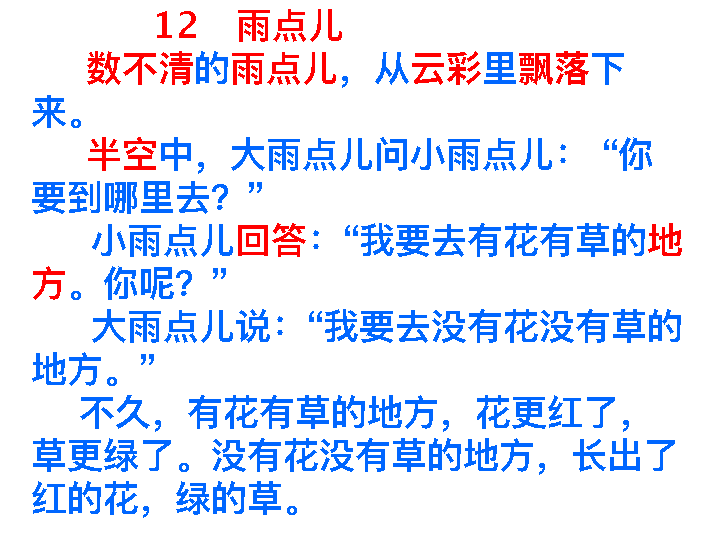 12 雨点儿
数不清的雨点儿，从云彩里飘落下
来。
半空中，大雨点儿问小雨点儿：“你
要到哪里去？”
小雨点儿回答：“我要去有花有草的地
方。你呢？”
大雨点儿说：“我要去没有花没有草的
地方。”
不久，有花有草的地方，花更红了，
草更绿了。没有花没有草的地方，长出了
红的花，绿的草。